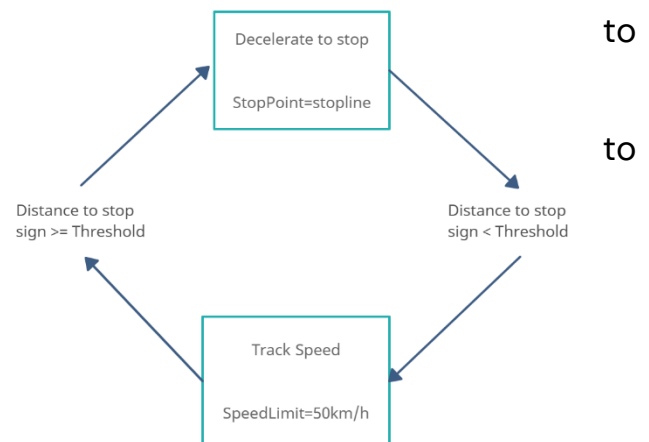 to
Decelerate to stop
StopPoint=stopline
to
Distance to stop
sign >= Threshold
Distance to stop
sign < Threshold
Track Speed
SpeedLimit=50km/h